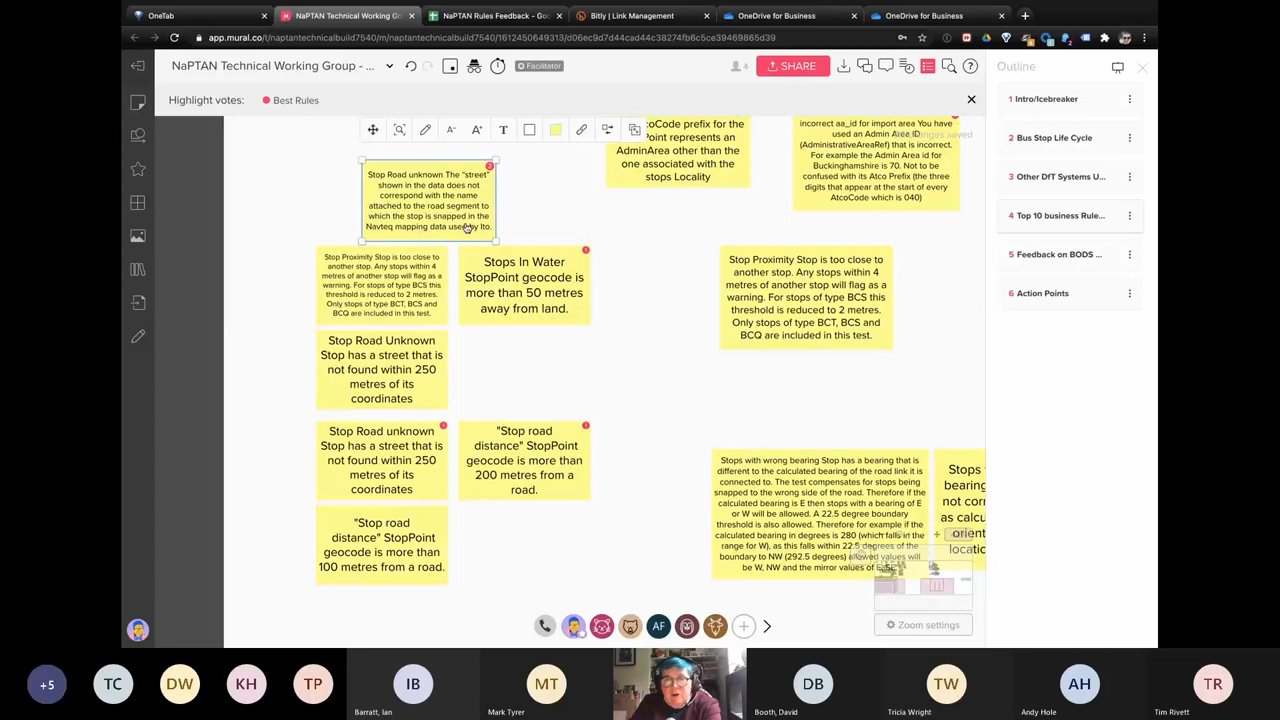 OneTab
NaPTAN Technical Working Gr
NaPTAN Rules Feedback - Go
Bitly | Link Management
OneDrive for Business
OneDrive for Business
app.mural.co/t/naptantechnicalbuild7540/m/naptantechnicalbuild7540/1612450649313/d06ec9d7d44cad44c38274fb6c5ce39469865d39
NaPTAN Technical Working Group - ...
Facilitator
4
SHARE
Outline
Highlight votes:
Best Rules
1 Intro/Icebreaker
2 Bus Stop Life Cycle
3 Other DfT Systems U...
4 Top 10 business Rule...
5 Feedback on BODS ...
6 Action Points
coCode prefix for the
Point represents an
AdminArea other than the
one associated with the
stops Locality
incorrect aa_id for import area You have
used an Admin Area ID
(AdministrativeAreaRef) that is incorrect.
For example the Admin Area id for
Buckinghamshire is 70. Not to be
confused with its Atco Prefix (the three
digits that appear at the start of every
AtcoCode which is 040)
Stop Road unknown The "street"
shown in the data does not
correspond with the name
attached to the road segment to
which the stop is snapped in the
Navteq mapping data used by Ito.
2
Stop Proximity Stop is too close to
another stop. Any stops within 4
metres of another stop will flag as a
warning. For stops of type BCS this
threshold is reduced to 2 metres.
Only stops of type BCT, BCS and
BCQ are included in this test.
Stops In Water
StopPoint geocode is
more than 50 metres
away from land.
1
Stop Proximity Stop is too close to
another stop. Any stops within 4
metres of another stop will flag as a
warning. For stops of type BCS this
threshold is reduced to 2 metres.
Only stops of type BCT, BCS and
BCQ are included in this test.
Stop Road Unknown
Stop has a street that is
not found within 250
metres of its
coordinates
Stop Road unknown
Stop has a street that is
not found within 250
metres of its
coordinates
1
"Stop road
distance" StopPoint
geocode is more than
200 metres from a
road.
1
"Stop road
distance" StopPoint
geocode is more than
100 metres from a road.
Stops with wrong bearing Stop has a bearing that is
different to the calculated bearing of the road link it is
connected to. The test compensates for stops being
snapped to the wrong side of the road. Therefore if the
calculated bearing is E then stops with a bearing of E
or W will be allowed. A 22.5 degree boundary
threshold is also allowed. Therefore for example if the
calculated bearing in degrees is 280 (which falls in the
range for W), as this falls within 22.5 degrees of the
boundary to NW (292.5 degrees) allowed values will
be W, NW and the mirror values of E, SE
Stops
bearing
not corr
as calcu
orient
locatio
Zoom settings
AF
+5
TC
DW
KH
TP
IB
Barratt, Ian
MT
Mark Tyrer
DB
Booth, David
TW
Tricia Wright
AH
Andy Hole
TR
Tim Rivett